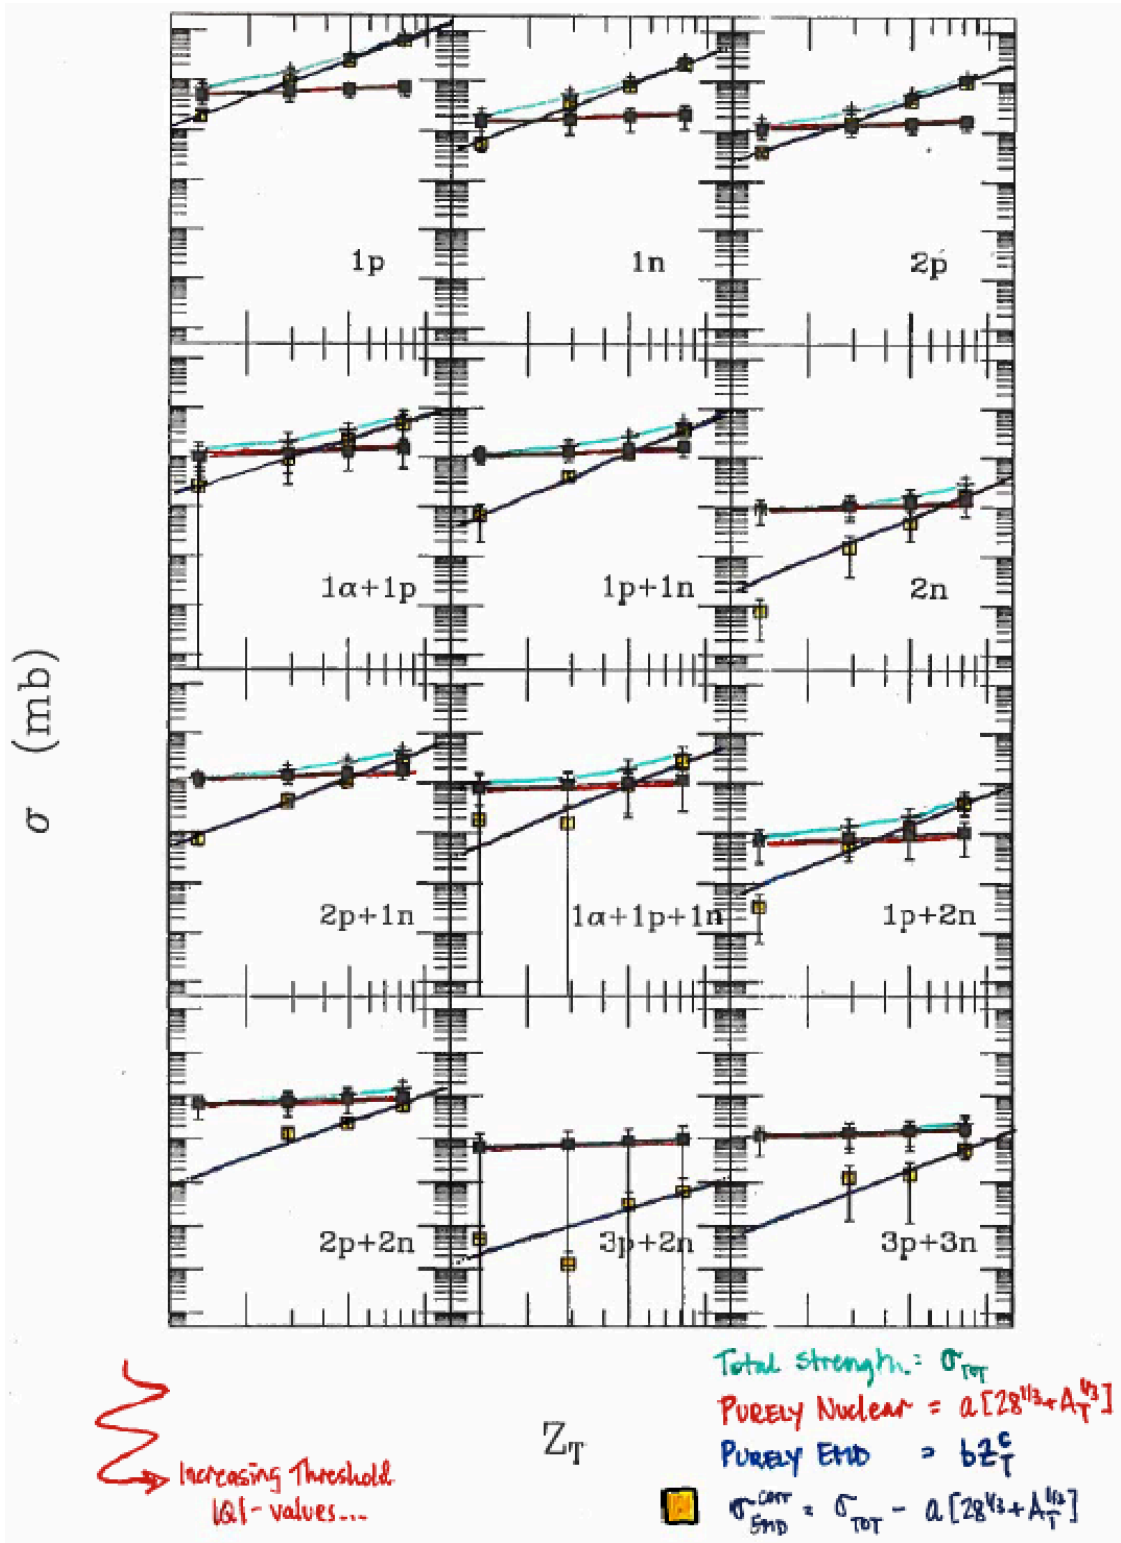 1p
1n
2p
1α+1p
1p+1n
2n
2p+1n
1α+1p+1n
1p+2n
2p+2n
3p+2n
3p+3n
σ (mb)
Z_T
Increasing Threshold
|Q|-values...
Total strength = σ_TOT
PURELY Nuclear = a[28^{1/3}+A_T^{1/3}]
PURELY EMD = bZ_T^c
σ_EMD^{corr} = σ_TOT - a[28^{1/3}+A_T^{1/3}]